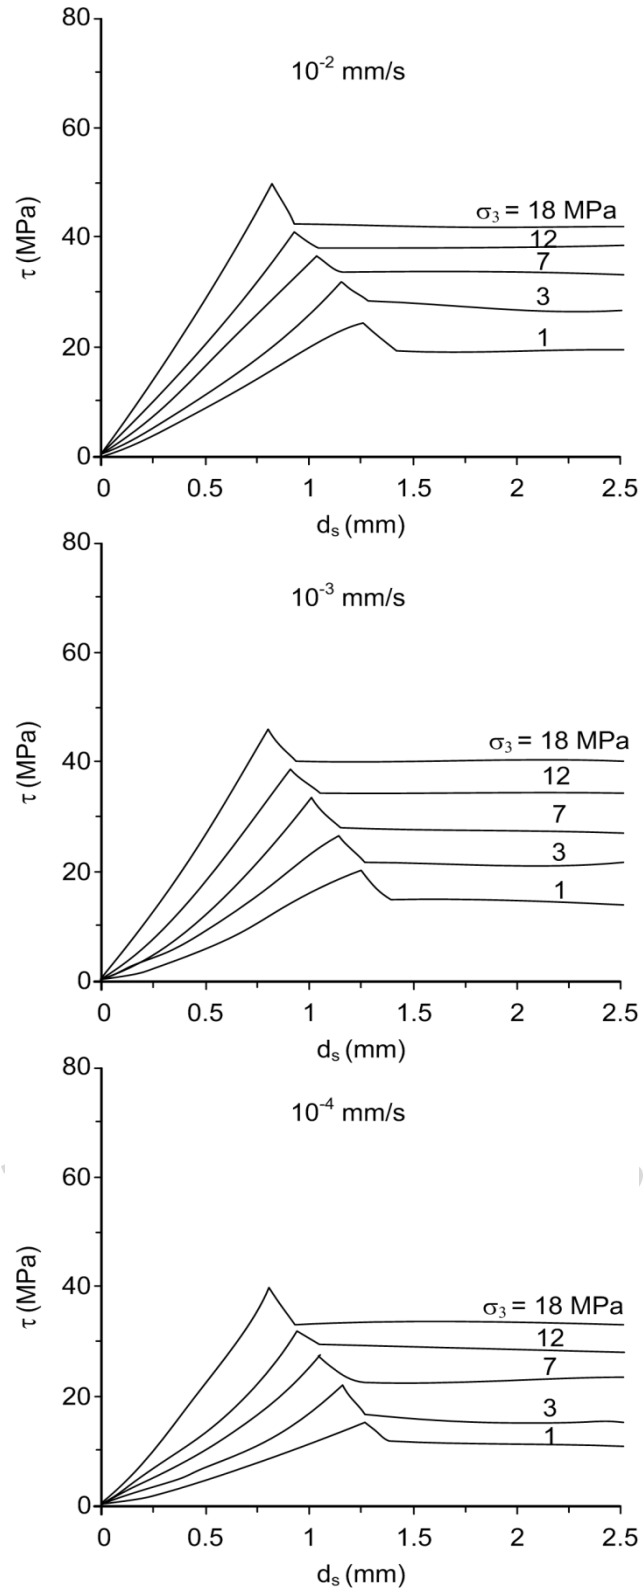 80
10⁻² mm/s
60
τ (MPa)
σ₃ = 18 MPa
40
12
7
3
20
1
0
0 0.5 1 1.5 2 2.5
dₛ (mm)
80
10⁻³ mm/s
60
τ (MPa)
σ₃ = 18 MPa
40
12
7
3
20
1
0
0 0.5 1 1.5 2 2.5
dₛ (mm)
80
10⁻⁴ mm/s
60
τ (MPa)
40
σ₃ = 18 MPa
12
7
20
3
1
0
0 0.5 1 1.5 2 2.5
dₛ (mm)